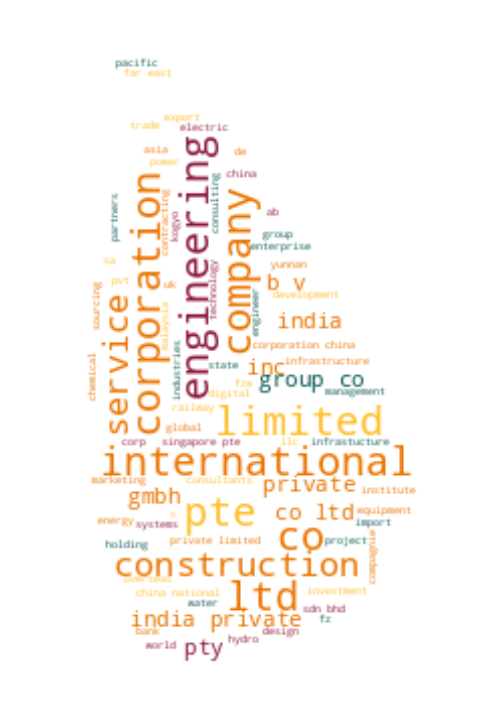 pacific
far east
export
trade
electric
engineering
asia
de
power
china
corporation
company
consulting
contracting
partners
kogyo
ab
group
enterprise
sa
yunnan
technology
pvt
uk
b v
sourcing
service
development
engineer
malaysia
india
industries
corporation china
chemical
state
inc
infrastructure
fze
group co
digital
management
railway
limited
global
corp
singapore pte
llc
infrastucture
international
marketing
consultants
private
institute
gmbh
pte
s
co ltd
equipment
energy
systems
import
co
holding
private limited
project
compagnie
construction
overseas
china national
ltd
investment
water
sdn bhd
india private
fz
bank
design
world
pty
hydro